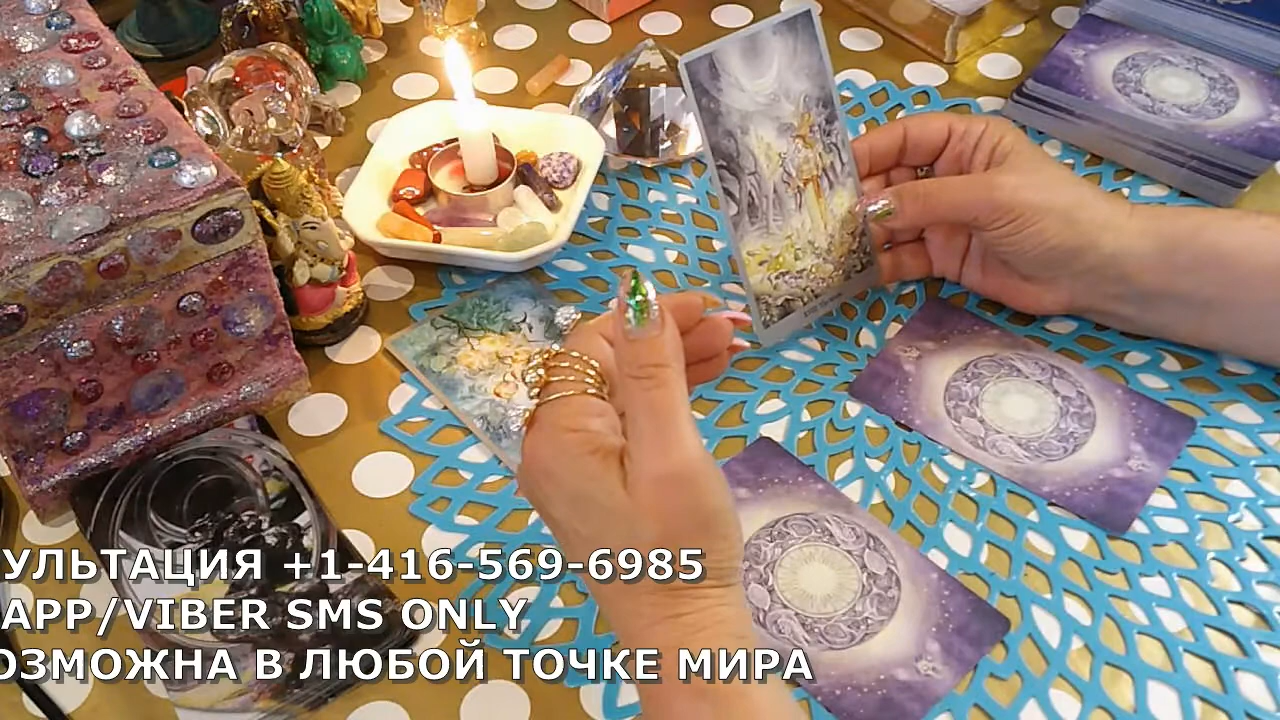 УЛЬТАЦИЯ +1-416-569-6985
APP/VIBER SMS ONLY
ОЗМОЖНА В ЛЮБОЙ ТОЧКЕ МИРА